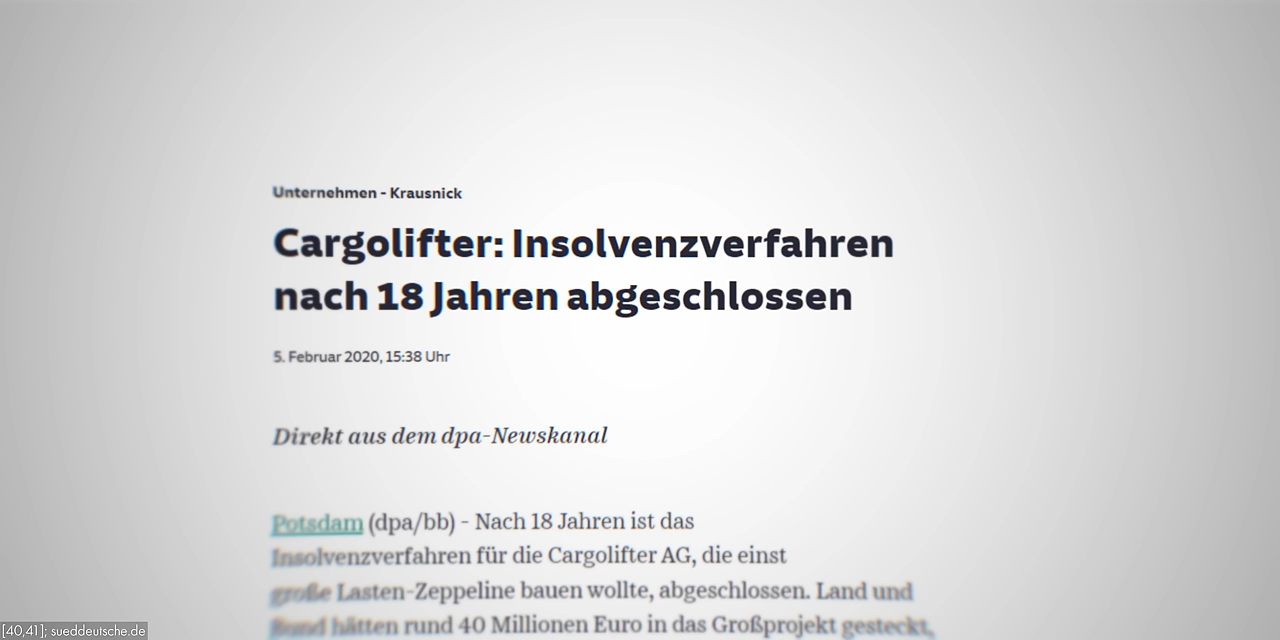 Unternehmen - Krausnick
Cargolifter: Insolvenzverfahren
nach 18 Jahren abgeschlossen
5. Februar 2020, 15:38 Uhr
Direkt aus dem dpa-Newskanal
Potsdam (dpa/bb) - Nach 18 Jahren ist das
Insolvenzverfahren für die Cargolifter AG, die einst
große Lasten-Zeppeline bauen wollte, abgeschlossen. Land und
Bund hätten rund 40 Millionen Euro in das Großprojekt gesteckt,
[40,41]; sueddeutsche.de